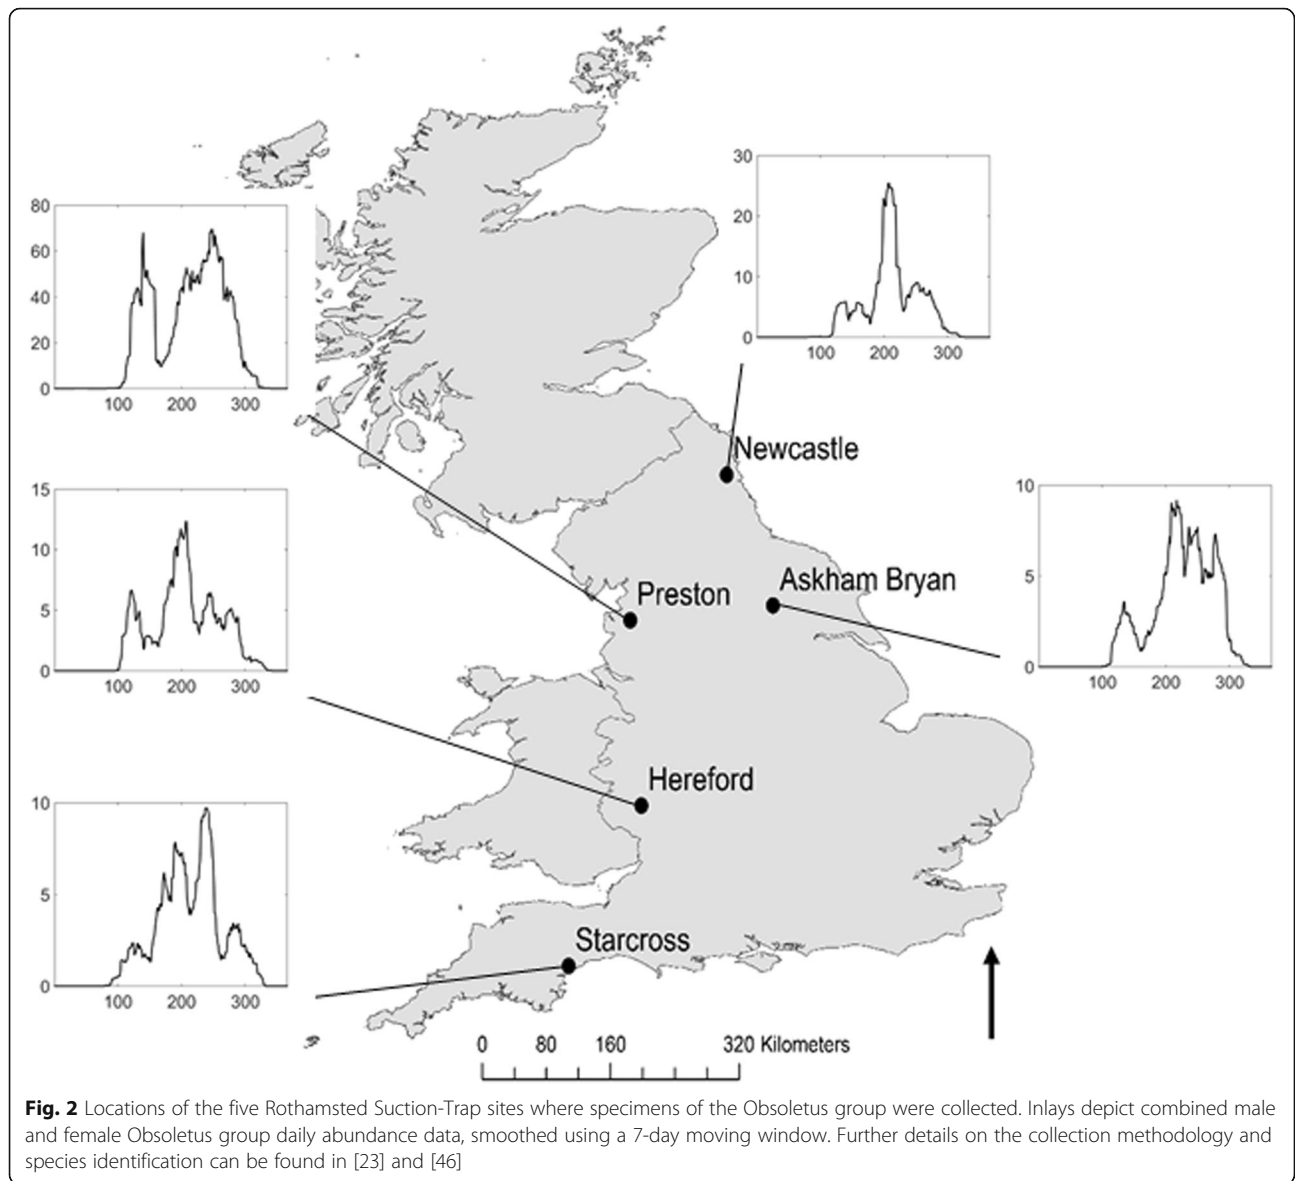 80
60
40
20
0
100 200 300
30
20
10
0
100 200 300
15
10
5
0
100 200 300
10
5
0
100 200 300
10
5
0
100 200 300
Newcastle
Askham Bryan
Preston
Hereford
Starcross
0 80 160 320 Kilometers
Fig. 2 Locations of the five Rothamsted Suction-Trap sites where specimens of the Obsoletus group were collected. Inlays depict combined male
and female Obsoletus group daily abundance data, smoothed using a 7-day moving window. Further details on the collection methodology and
species identification can be found in [23] and [46]